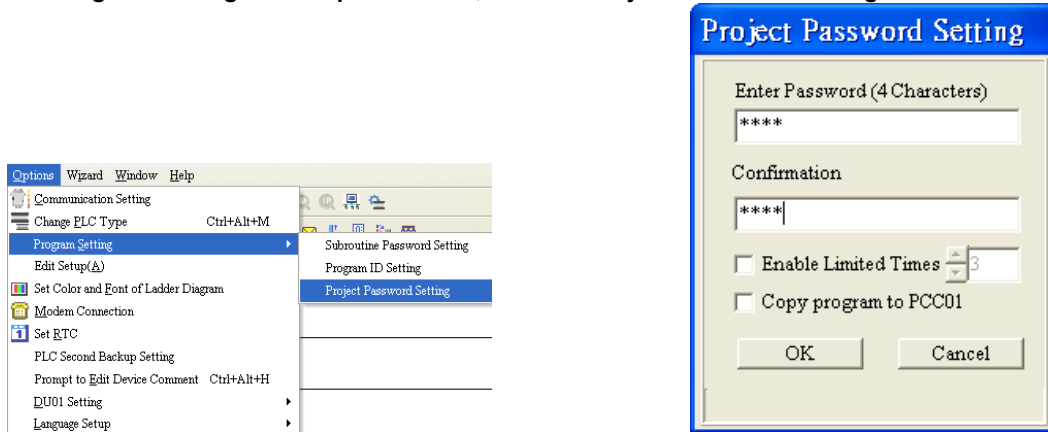 Project Password Setting
Enter Password (4 Characters)
****
Confirmation
****
Enable Limited Times 3
Copy program to PCC01
OK Cancel
Options Wizard Window Help
Communication Setting
Change PLC Type Ctrl+Alt+M
Program Setting
Edit Setup(A)
Set Color and Font of Ladder Diagram
Modem Connection
Set RTC
PLC Second Backup Setting
Prompt to Edit Device Comment Ctrl+Alt+H
DU01 Setting
Language Setup
Subroutine Password Setting
Program ID Setting
Project Password Setting